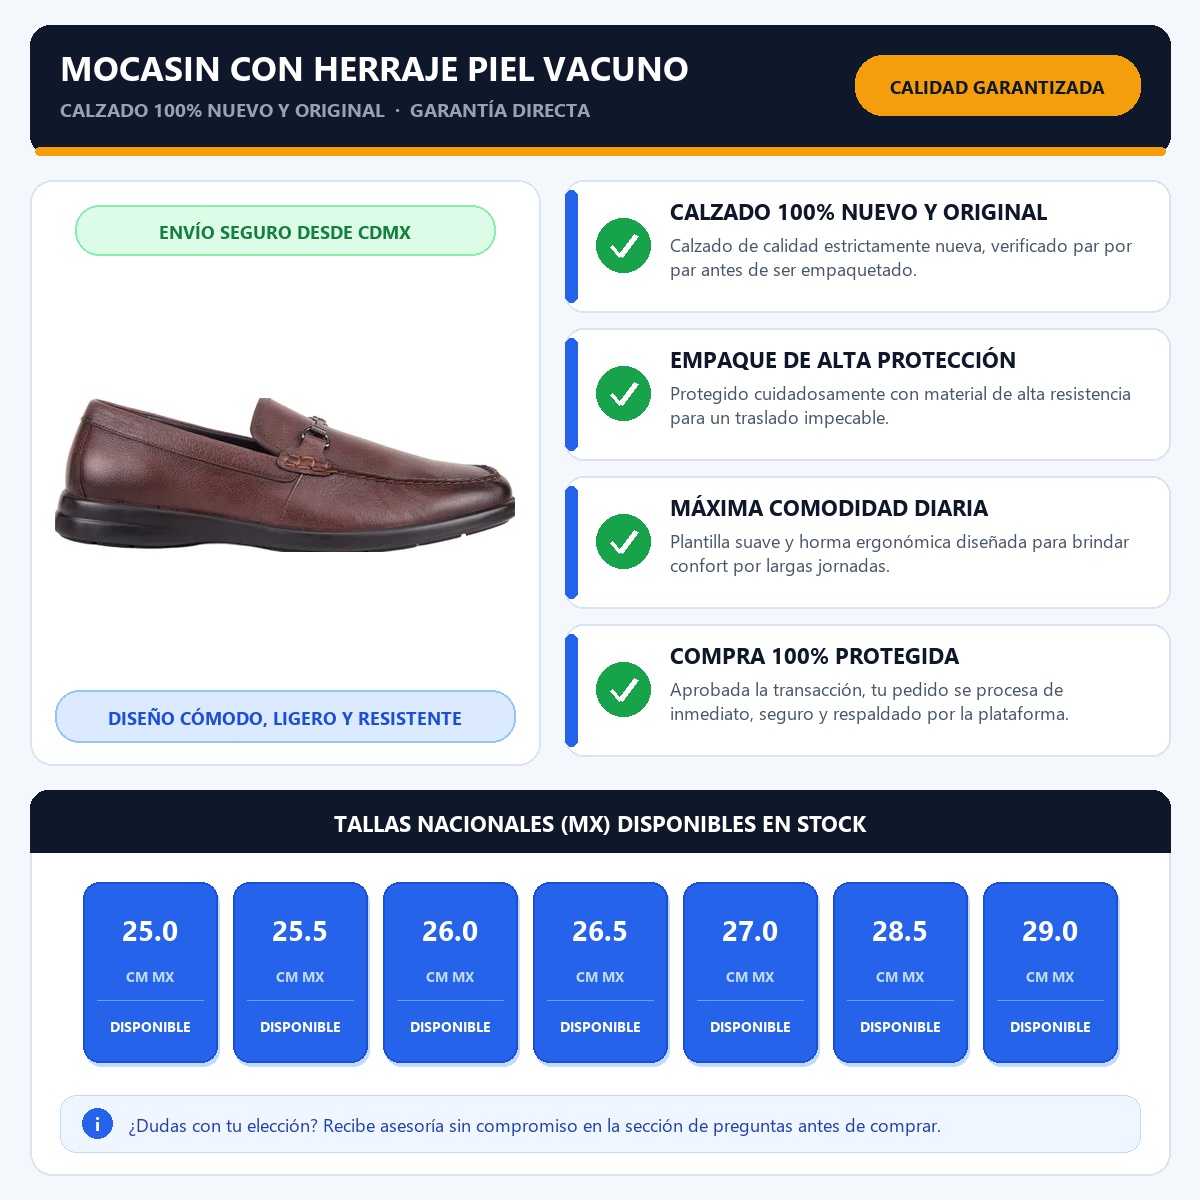 MOCASIN CON HERRAJE PIEL VACUNO
CALZADO 100% NUEVO Y ORIGINAL · GARANTÍA DIRECTA
CALIDAD GARANTIZADA
ENVÍO SEGURO DESDE CDMX
DISEÑO CÓMODO, LIGERO Y RESISTENTE
CALZADO 100% NUEVO Y ORIGINAL
Calzado de calidad estrictamente nueva, verificado par por
par antes de ser empaquetado.
EMPAQUE DE ALTA PROTECCIÓN
Protegido cuidadosamente con material de alta resistencia
para un traslado impecable.
MÁXIMA COMODIDAD DIARIA
Plantilla suave y horma ergonómica diseñada para brindar
confort por largas jornadas.
COMPRA 100% PROTEGIDA
Aprobada la transacción, tu pedido se procesa de
inmediato, seguro y respaldado por la plataforma.
TALLAS NACIONALES (MX) DISPONIBLES EN STOCK
25.0
CM MX
DISPONIBLE
25.5
CM MX
DISPONIBLE
26.0
CM MX
DISPONIBLE
26.5
CM MX
DISPONIBLE
27.0
CM MX
DISPONIBLE
28.5
CM MX
DISPONIBLE
29.0
CM MX
DISPONIBLE
¿Dudas con tu elección? Recibe asesoría sin compromiso en la sección de preguntas antes de comprar.